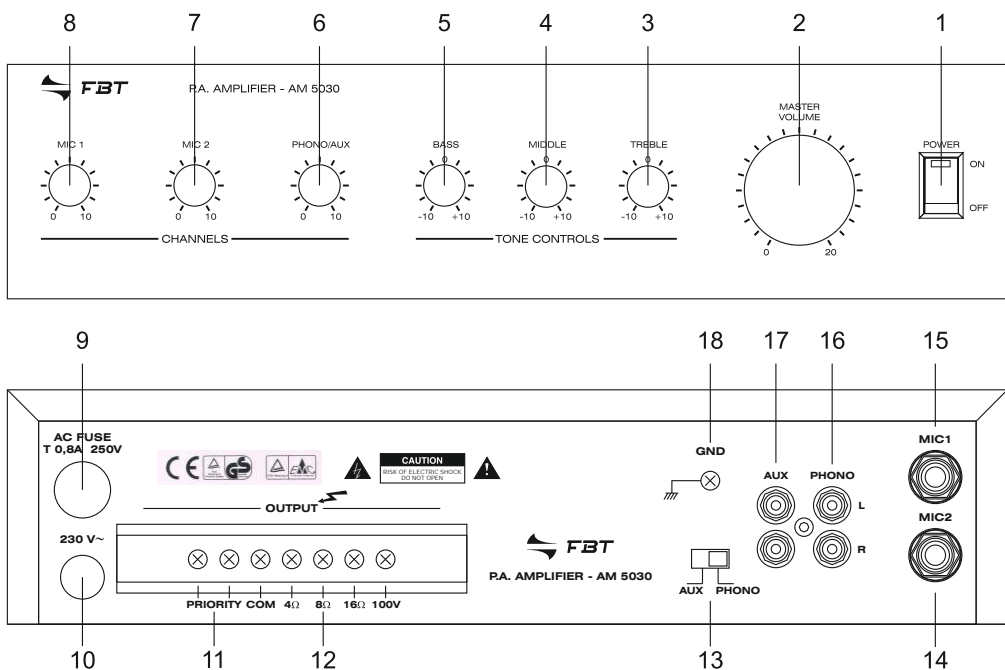 8 7 6 5 4 3 2 1
FBT P.A. AMPLIFIER - AM 5030
MASTER
VOLUME
MIC 1 MIC 2 PHONO/AUX BASS MIDDLE TREBLE POWER
0 0 0
ON
OFF
0 10 0 10 0 10 -10 +10 -10 +10 -10 +10
CHANNELS TONE CONTROLS
0 20
9 18 17 16 15
AC FUSE
T 0,8A 250V
CE GS
CAUTION
RISK OF ELECTRIC SHOCK
DO NOT OPEN
GND
AUX PHONO
MIC1
L
OUTPUT
MIC2
230 V~
FBT
R
P.A. AMPLIFIER - AM 5030
AUX PHONO
PRIORITY COM 4Ω 8Ω 16Ω 100V
10 11 12 13 14